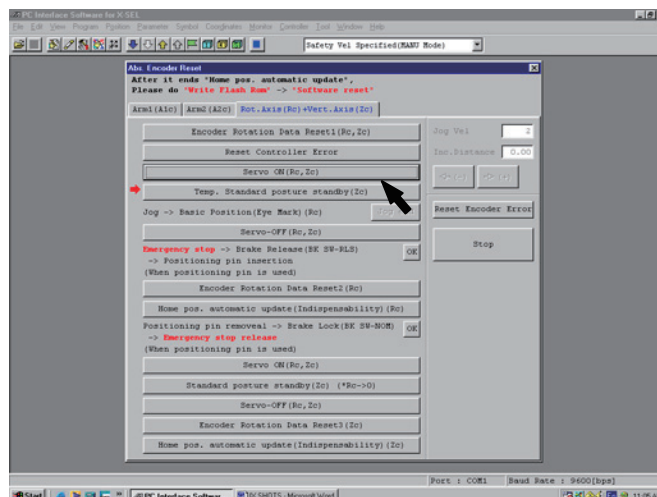 PC Interface Software for X-SEL
File Edit View Program Position Parameter Symbol Coordinates Monitor Controller Tool Window Help
Safety Vel Specified(MANU Mode)
Abs. Encoder Reset
After it ends "Home pos. automatic update",
Please do "Write Flash Rom" -> "Software reset"
Arm1(A1c) Arm2(A2c) Rot.Axis(Rc)+Vert.Axis(Zc)
Encoder Rotation Data Reset1(Rc,Zc)
Jog Vel 2
Reset Controller Error
Inc.Distance 0.00
Servo ON(Rc,Zc)
Temp. Standard posture standby(Zc)
Jog -> Basic Position(Eye Mark)(Rc)
Reset Encoder Error
Servo-OFF(Rc,Zc)
Stop
Emergency stop -> Brake Release(BK SW-RLS)
-> Positioning pin insertion
(When positioning pin is used)
OK
Encoder Rotation Data Reset2(Rc)
Home pos. automatic update(Indispensability)(Rc)
Positioning pin removeal -> Brake Lock(BK SW-NOM)
-> Emergency stop release
(When positioning pin is used)
OK
Servo ON(Rc,Zc)
Standard posture standby(Zc) (*Rc->0)
Servo-OFF(Rc,Zc)
Encoder Rotation Data Reset3(Zc)
Home pos. automatic update(Indispensability)(Zc)
Port : COM1 Baud Rate : 9600[bps]
Start PC Interface Softwar... Microsoft Word